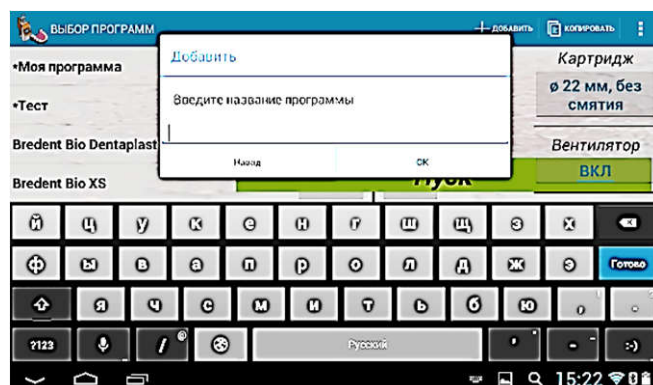 ВЫБОР ПРОГРАММ
ДОБАВИТЬ
КОПИРОВАТЬ
•Моя программа
•Тест
Bredent Bio Dentaplast
Bredent Bio XS
Добавить
Введите название программы
Назад
ОК
Пуск
Картридж
ø 22 мм, без
смятия
Вентилятор
ВКЛ
й ц у к е н г ш щ з х
ф ы в а п р о л д ж э Готово
я ч с м и т ь б ю , .
?123 / @ Русский ' " - _ :-)
15:22